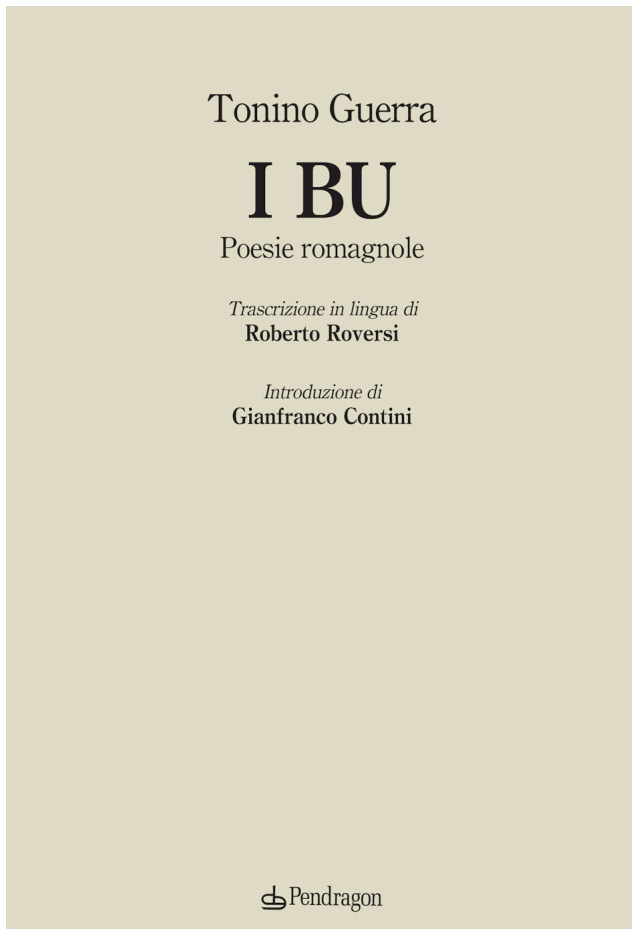 Tonino Guerra
I BU
Poesie romagnole
Trascrizione in lingua di
Roberto Roversi
Introduzione di
Gianfranco Contini
Pendragon